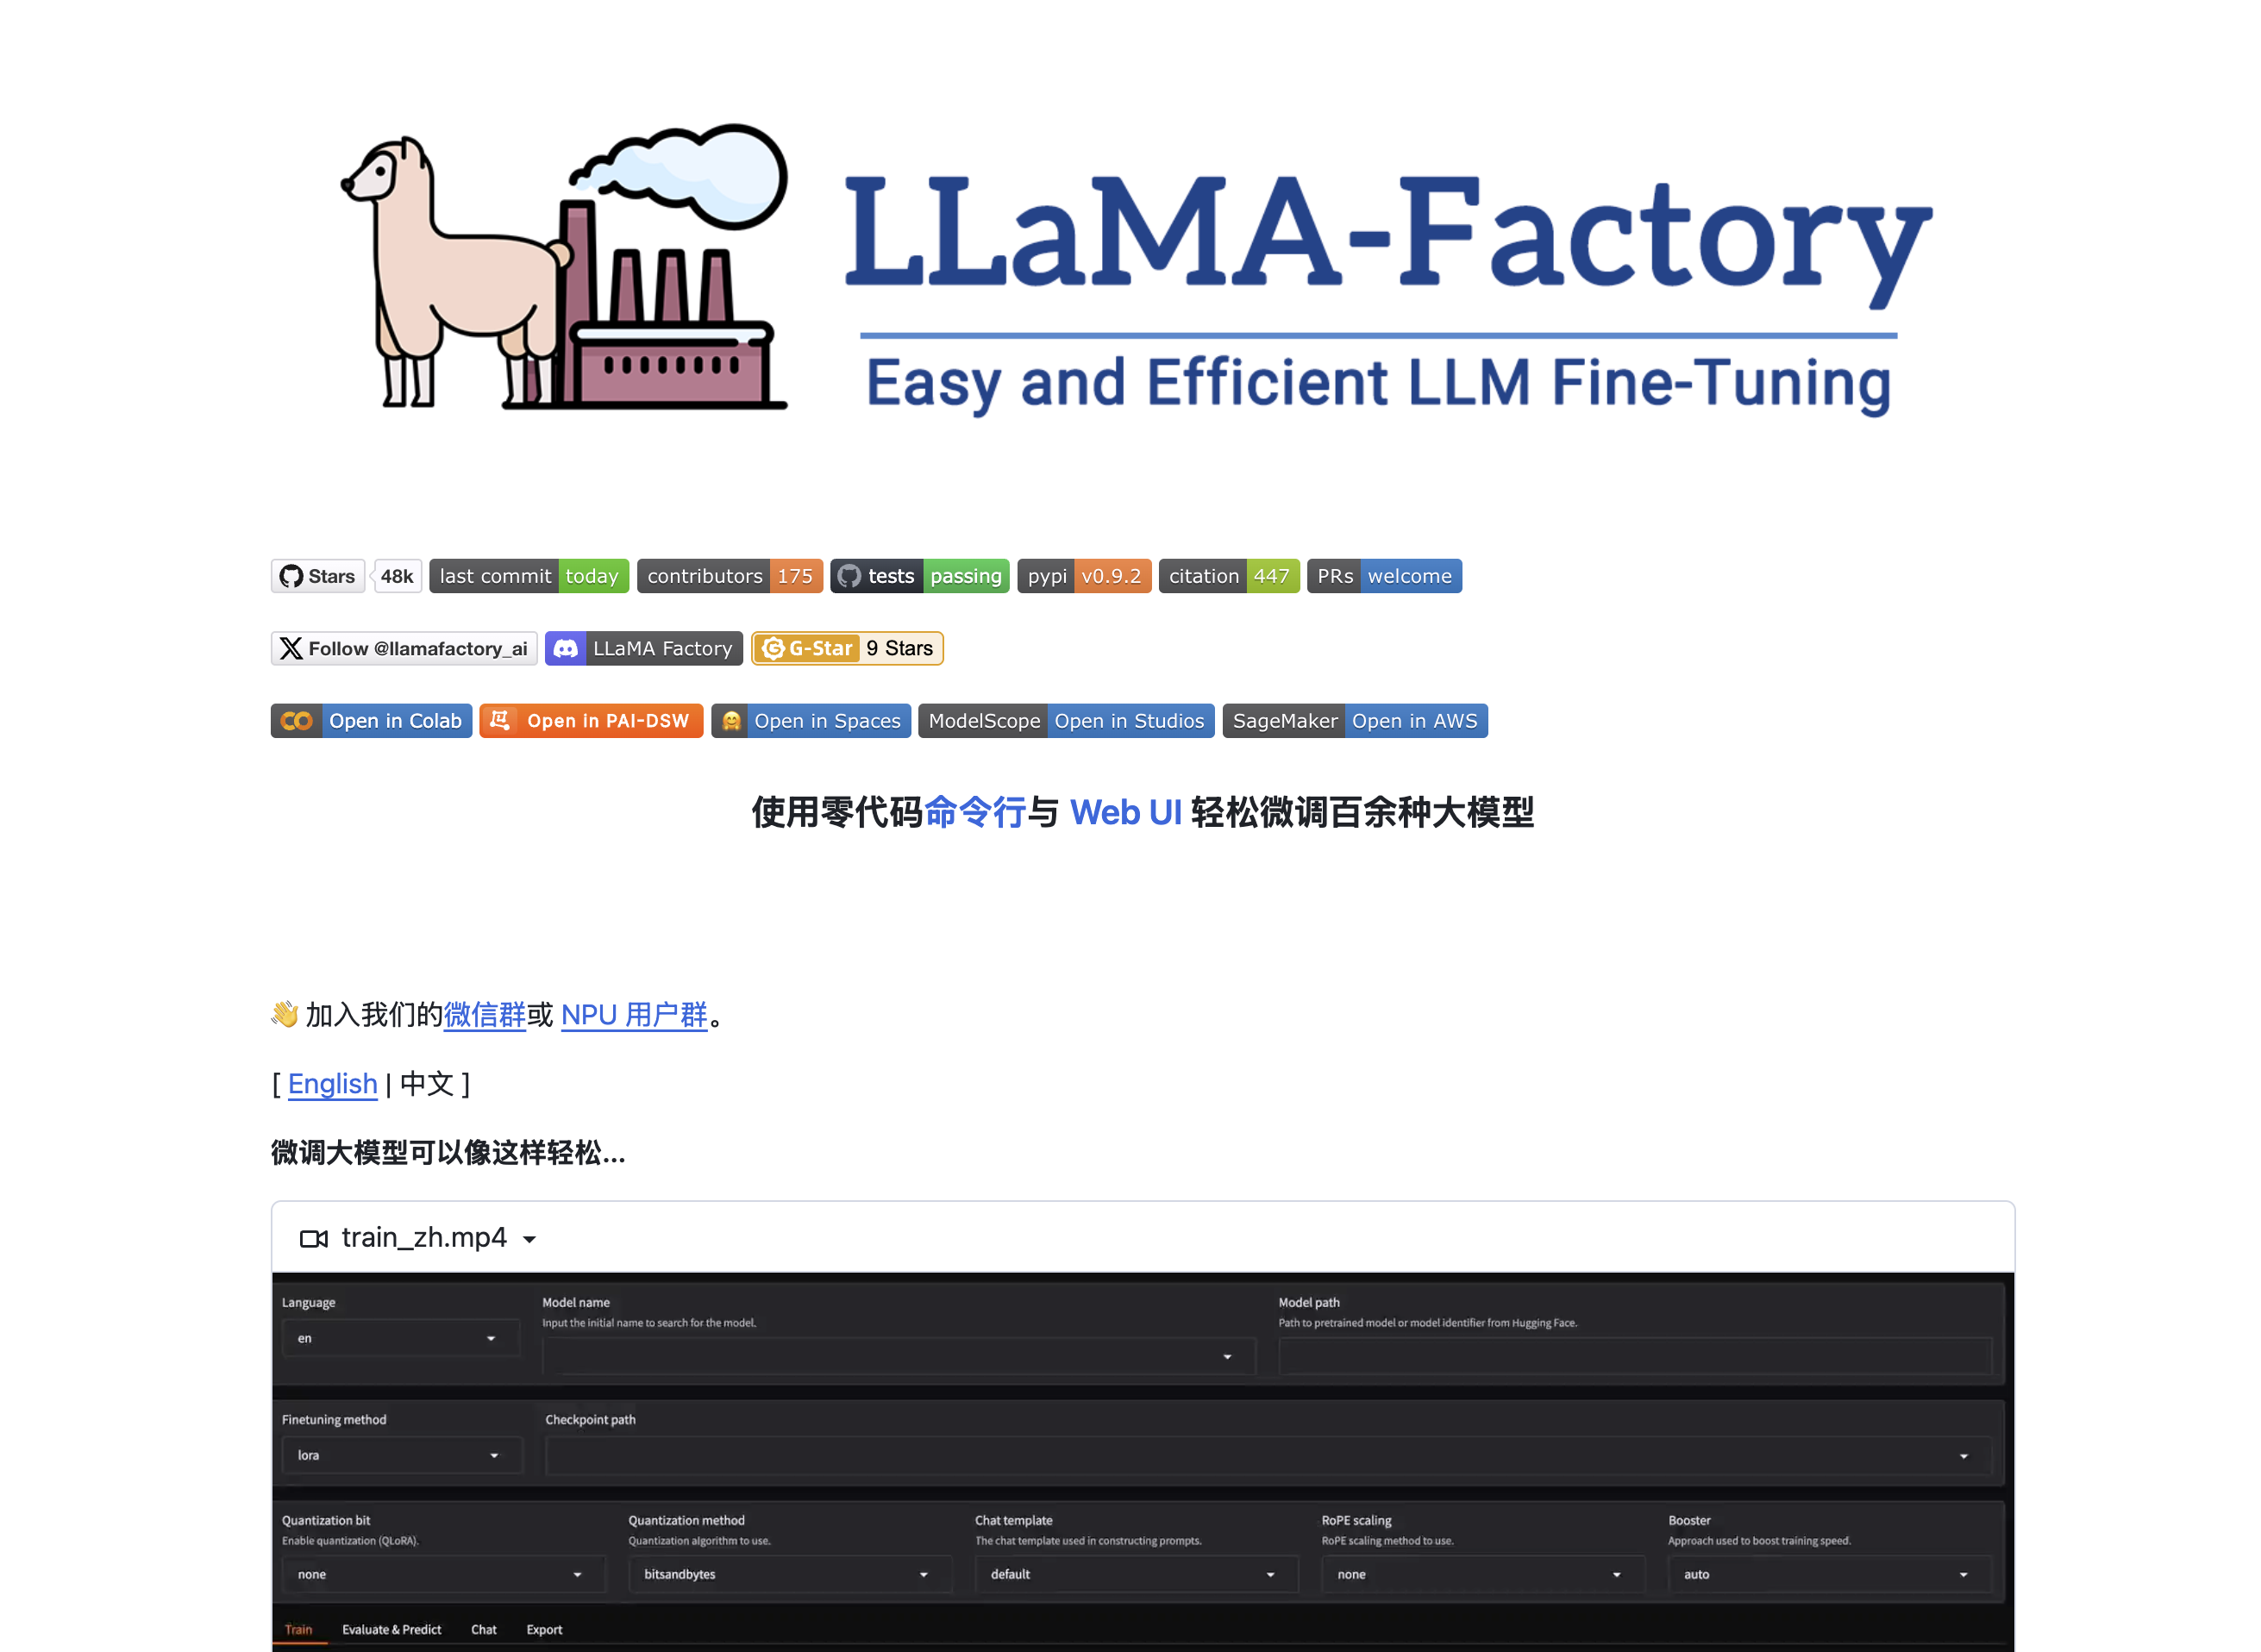 LLaMA-Factory
Easy and Efficient LLM Fine-Tuning
Stars 48k last commit today contributors 175 tests passing pypi v0.9.2 citation 447 PRs welcome
Follow @llamafactory_ai LLaMA Factory G-Star 9 Stars
Open in Colab Open in PAI-DSW Open in Spaces ModelScope Open in Studios SageMaker Open in AWS
使用零代码命令行与 Web UI 轻松微调百余种大模型
👋 加入我们的微信群或 NPU 用户群。
[ English | 中文 ]
微调大模型可以像这样轻松...
train_zh.mp4
Language Model name Model path
Input the initial name to search for the model. Path to pretrained model or model identifier from Hugging Face.
en
Finetuning method Checkpoint path
lora
Quantization bit Quantization method Chat template RoPE scaling Booster
Enable quantization (QLoRA). Quantization algorithm to use. The chat template used in constructing prompts. RoPE scaling method to use. Approach used to boost training speed.
none bitsandbytes default none auto
Train Evaluate & Predict Chat Export